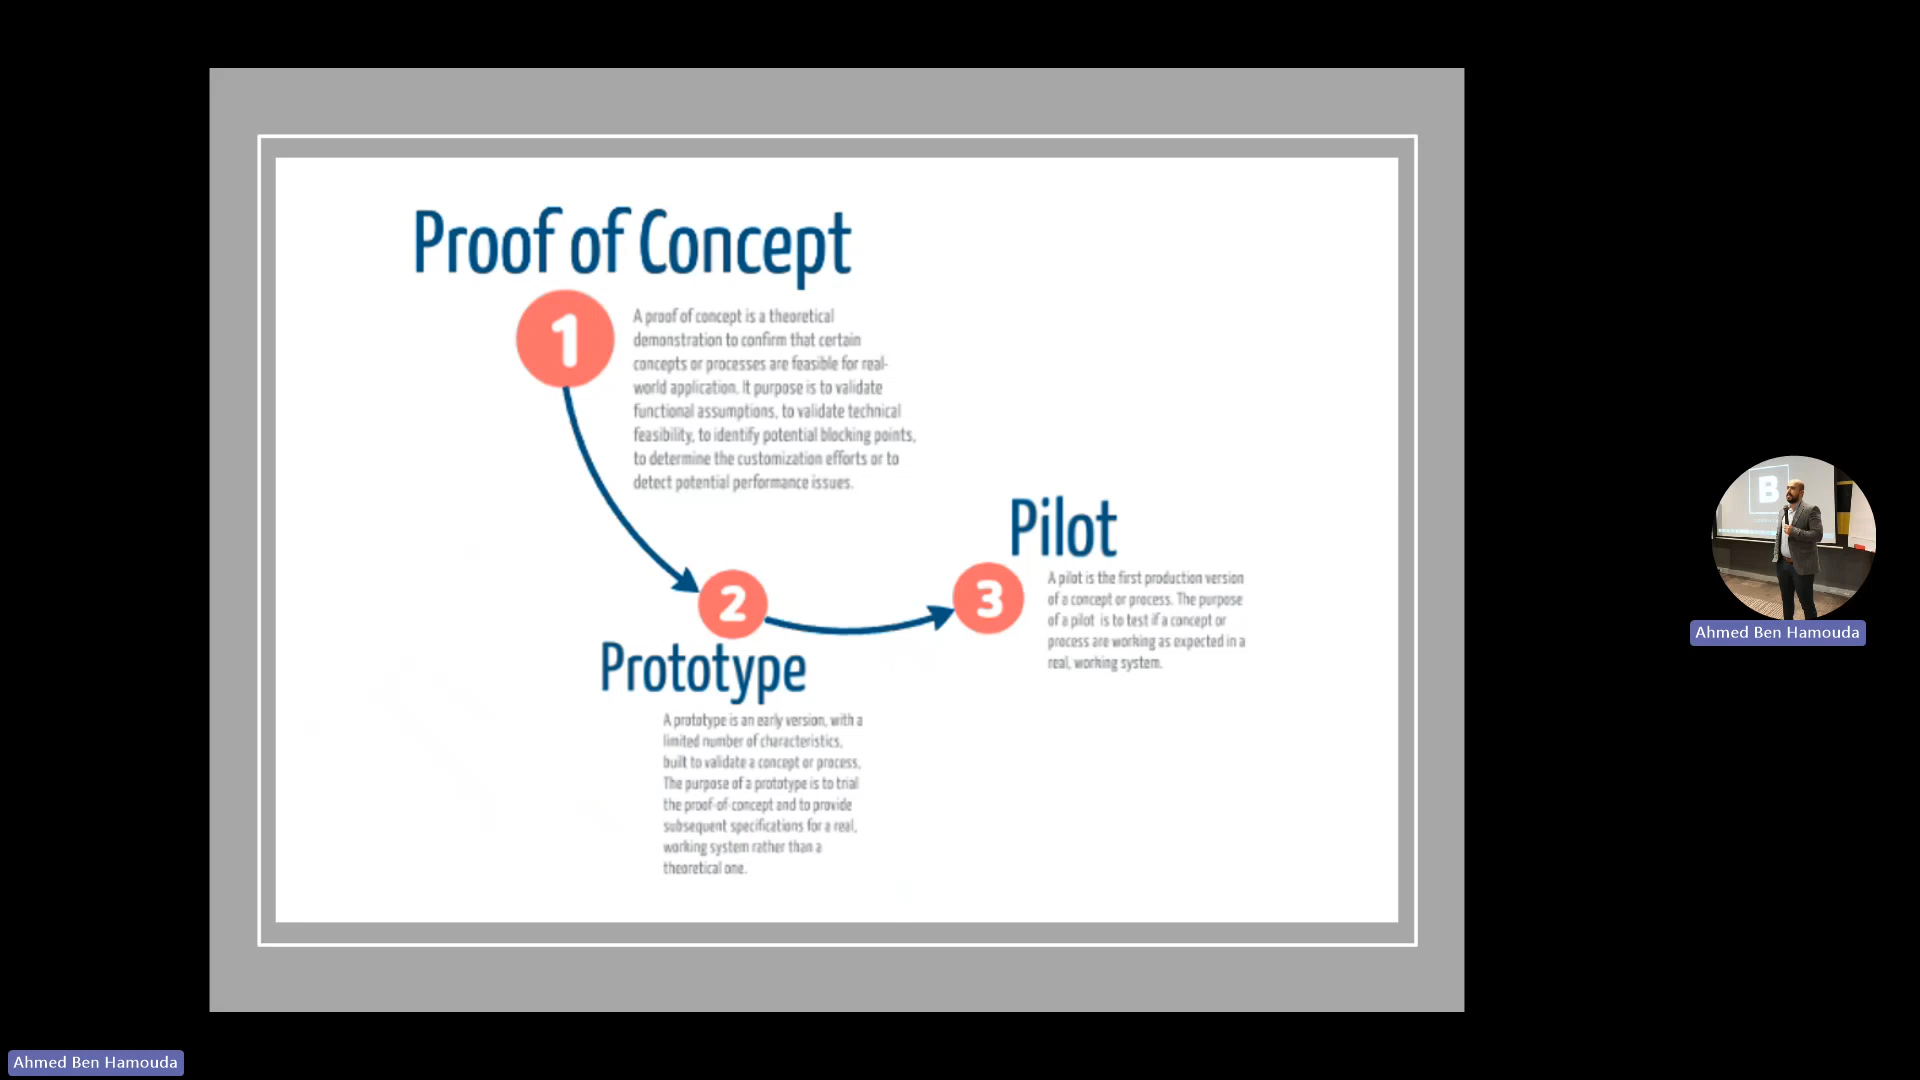 Proof of Concept
1
A proof of concept is a theoretical
demonstration to confirm that certain
concepts or processes are feasible for real-
world application. It purpose is to validate
functional assumptions, to validate technical
feasibility, to identify potential blocking points,
to determine the customization efforts or to
detect potential performance issues.
2
Prototype
A prototype is an early version, with a
limited number of characteristics,
built to validate a concept or process,
The purpose of a prototype is to trial
the proof-of-concept and to provide
subsequent specifications for a real,
working system rather than a
theoretical one.
Pilot
3
A pilot is the first production version
of a concept or process. The purpose
of a pilot is to test if a concept or
process are working as expected in a
real, working system.
B
Ahmed Ben Hamouda
Ahmed Ben Hamouda